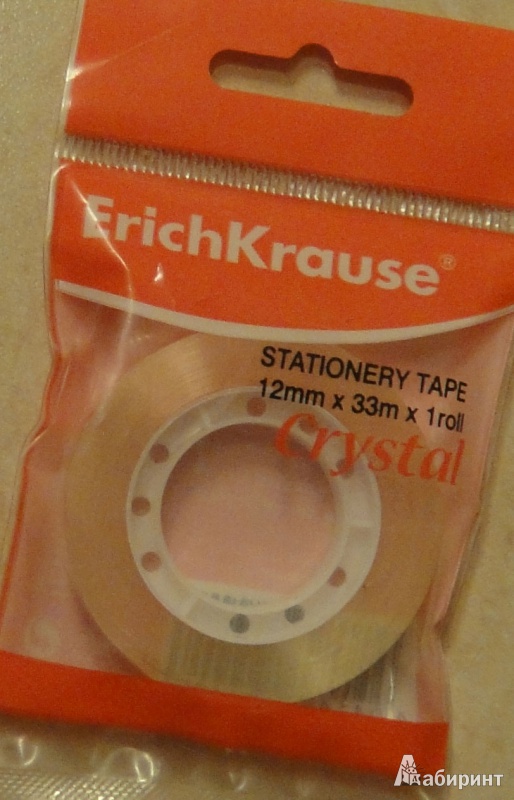 ErichKrause®
STATIONERY TAPE
12mm x 33m x 1roll
Crystal
Лабиринт